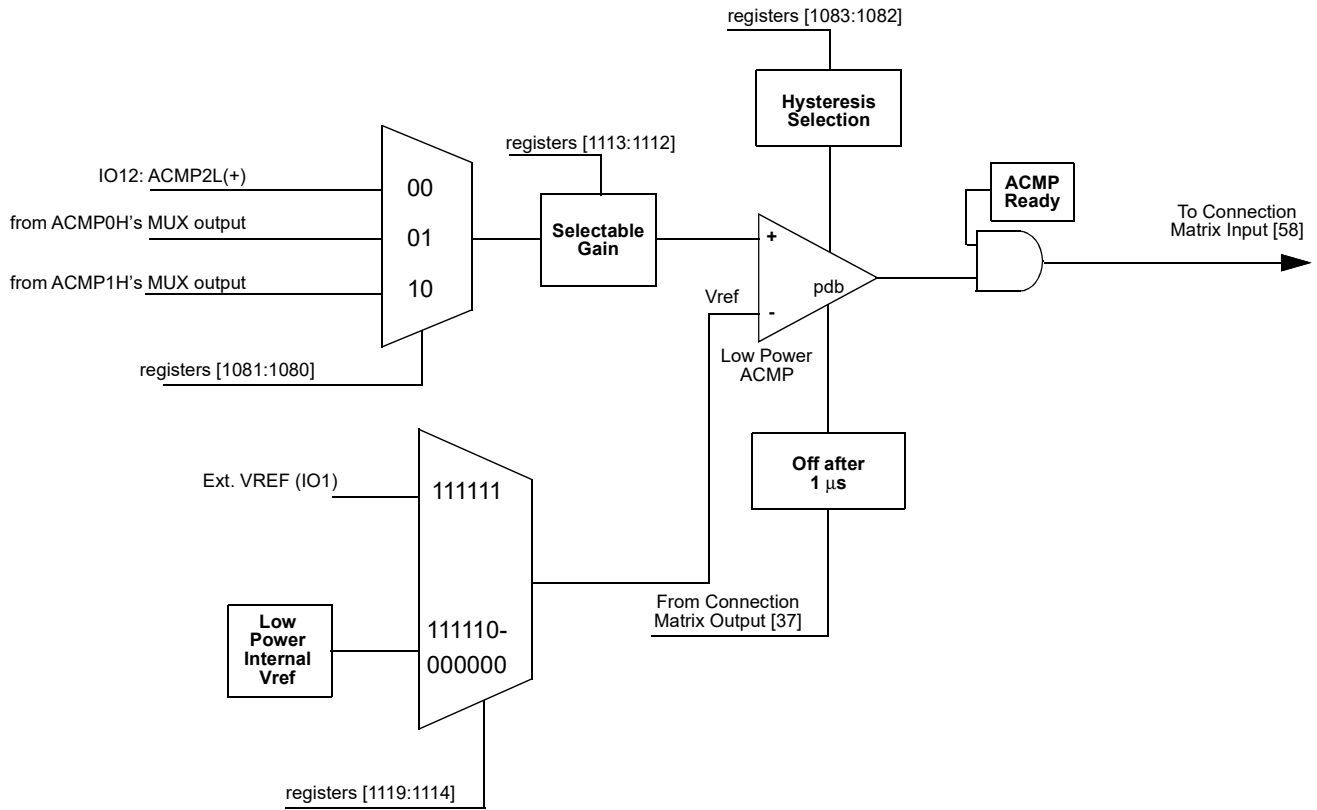 registers [1083:1082]
Hysteresis
Selection
registers [1113:1112]
IO12: ACMP2L(+)
from ACMP0H's MUX output
from ACMP1H's MUX output
00
01
10
Selectable
Gain
registers [1081:1080]
+
-
pdb
Vref
Low Power
ACMP
ACMP
Ready
To Connection
Matrix Input [58]
Off after
1 μs
From Connection
Matrix Output [37]
Ext. VREF (IO1)
111111
111110-
000000
Low
Power
Internal
Vref
registers [1119:1114]